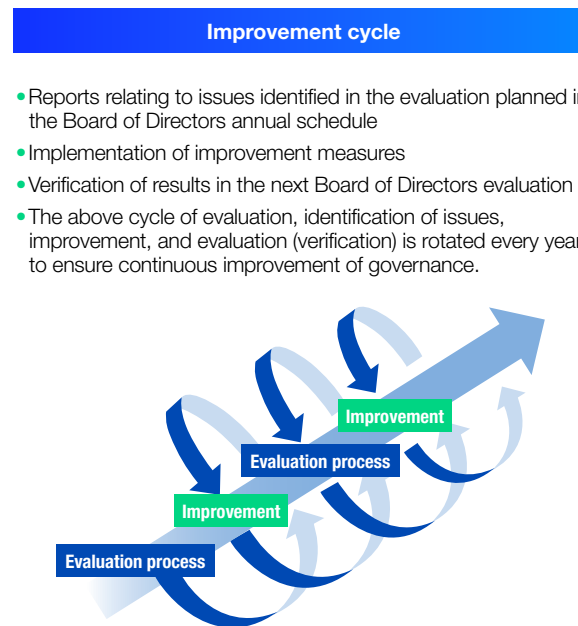 Improvement cycle
•Reports relating to issues identified in the evaluation planned in
the Board of Directors annual schedule
•Implementation of improvement measures
•Verification of results in the next Board of Directors evaluation
•The above cycle of evaluation, identification of issues,
improvement, and evaluation (verification) is rotated every year
to ensure continuous improvement of governance.
Improvement
Evaluation process
Improvement
Evaluation process